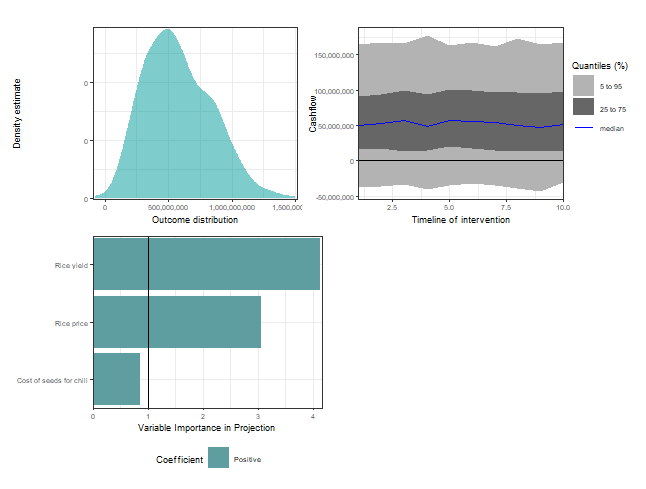 Density estimate
0
0
0
0
500,000,000
1,000,000,000
1,500,000
Outcome distribution
Cashflow
150,000,000
100,000,000
50,000,000
0
-50,000,000
2.5
5.0
7.5
10.0
Timeline of intervention
Quantiles (%)
5 to 95
25 to 75
median
Rice yield
Rice price
Cost of seeds for chili
0
1
2
3
4
Variable Importance in Projection
Coefficient
Positive